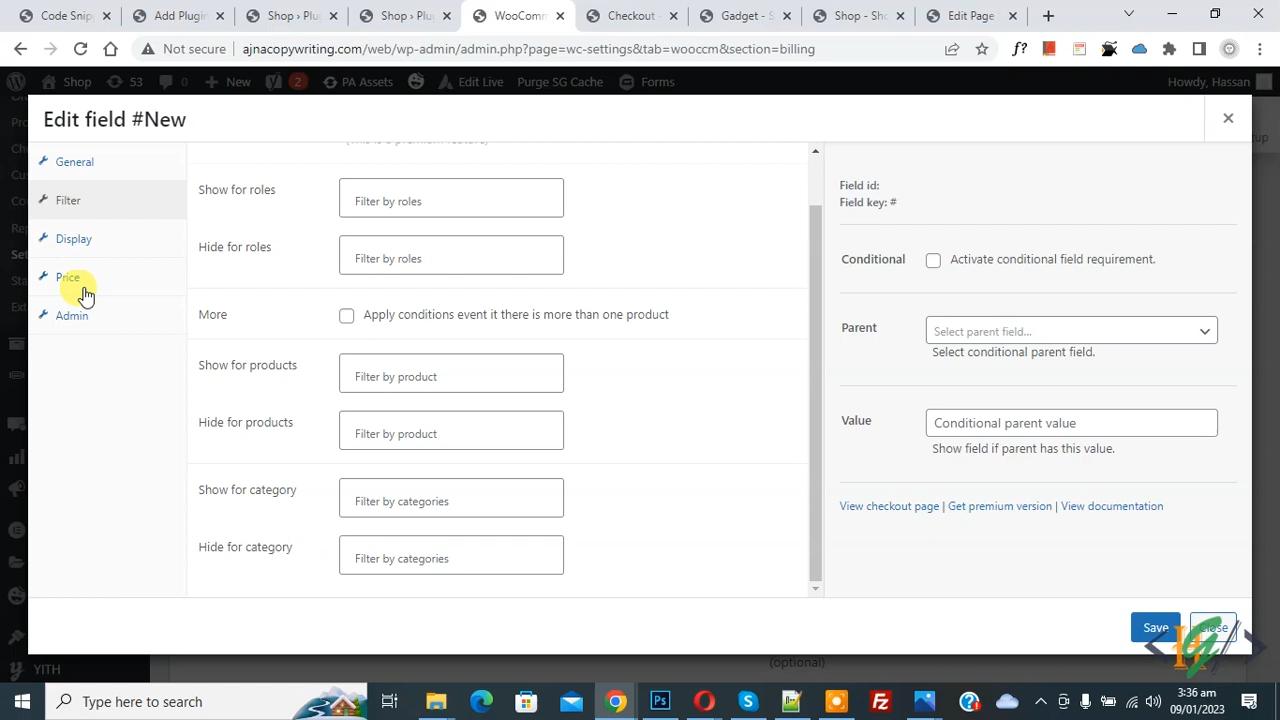 Code Snip
Add Plugin
Shop ‹ Plu
Shop ‹ Plu
WooComm
Checkout -
Gadget - S
Shop - Sho
Edit Page
Not secure
ajnacopywriting.com/web/wp-admin/admin.php?page=wc-settings&tab=wooccm&section=billing
Shop
53
0
New
2
PA Assets
Edit Live
Purge SG Cache
Forms
Howdy, Hassan
Edit field #New
General
Filter
Display
Price
Admin
(This is a premium feature)
Show for roles
Filter by roles
Hide for roles
Filter by roles
More
Apply conditions event it there is more than one product
Show for products
Filter by product
Hide for products
Filter by product
Show for category
Filter by categories
Hide for category
Filter by categories
Field id:
Field key: #
Conditional
Activate conditional field requirement.
Parent
Select parent field...
Select conditional parent field.
Value
Conditional parent value
Show field if parent has this value.
View checkout page | Get premium version | View documentation
Save
Close
YITH
(optional)
Type here to search
3:36 am
09/01/2023